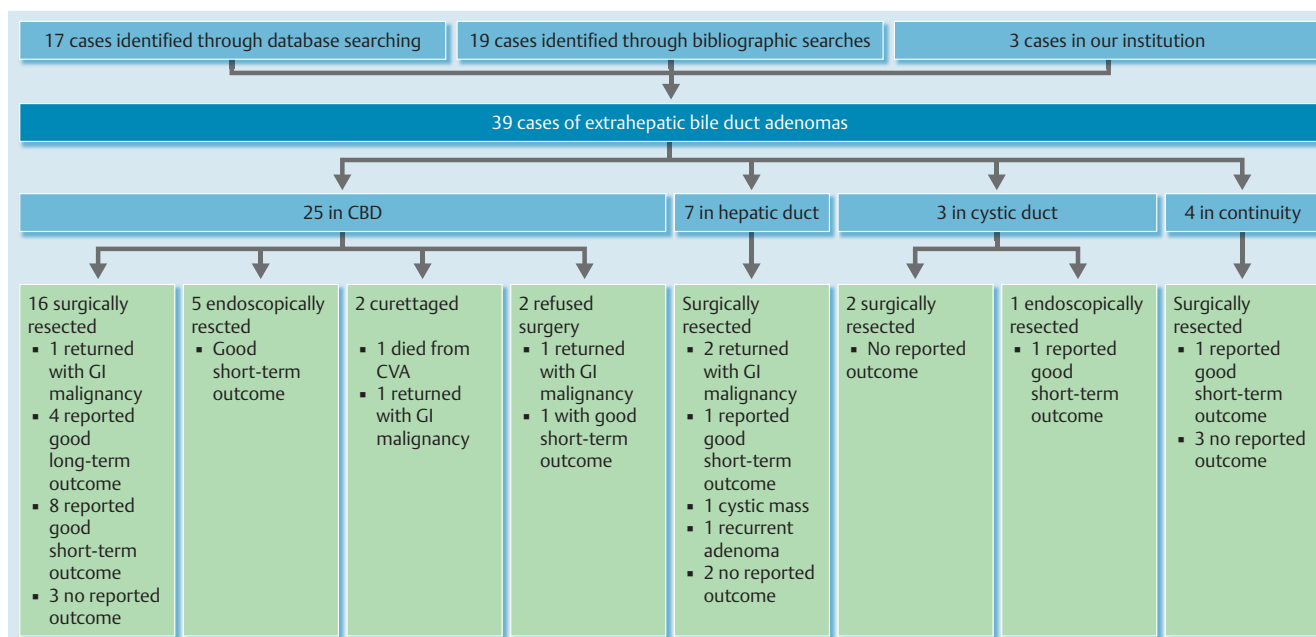 17 cases identified through database searching
19 cases identified through bibliographic searches
3 cases in our institution
39 cases of extrahepatic bile duct adenomas
25 in CBD
7 in hepatic duct
3 in cystic duct
4 in continuity
16 surgically
resected
▪ 1 returned
with GI
malignancy
▪ 4 reported
good
long-term
outcome
▪ 8 reported
good
short-term
outcome
▪ 3 no reported
outcome
5 endoscopically
rescted
▪ Good
short-term
outcome
2 curettaged
▪ 1 died from
CVA
▪ 1 returned
with GI
malignancy
2 refused
surgery
▪ 1 returned
with GI
malignancy
▪ 1 with good
short-term
outcome
Surgically
resected
▪ 2 returned
with GI
malignancy
▪ 1 reported
good
short-term
outcome
▪ 1 cystic mass
▪ 1 recurrent
adenoma
▪ 2 no reported
outcome
2 surgically
resected
▪ No reported
outcome
1 endoscopically
resected
▪ 1 reported
good
short-term
outcome
Surgically
resected
▪ 1 reported
good
short-term
outcome
▪ 3 no reported
outcome